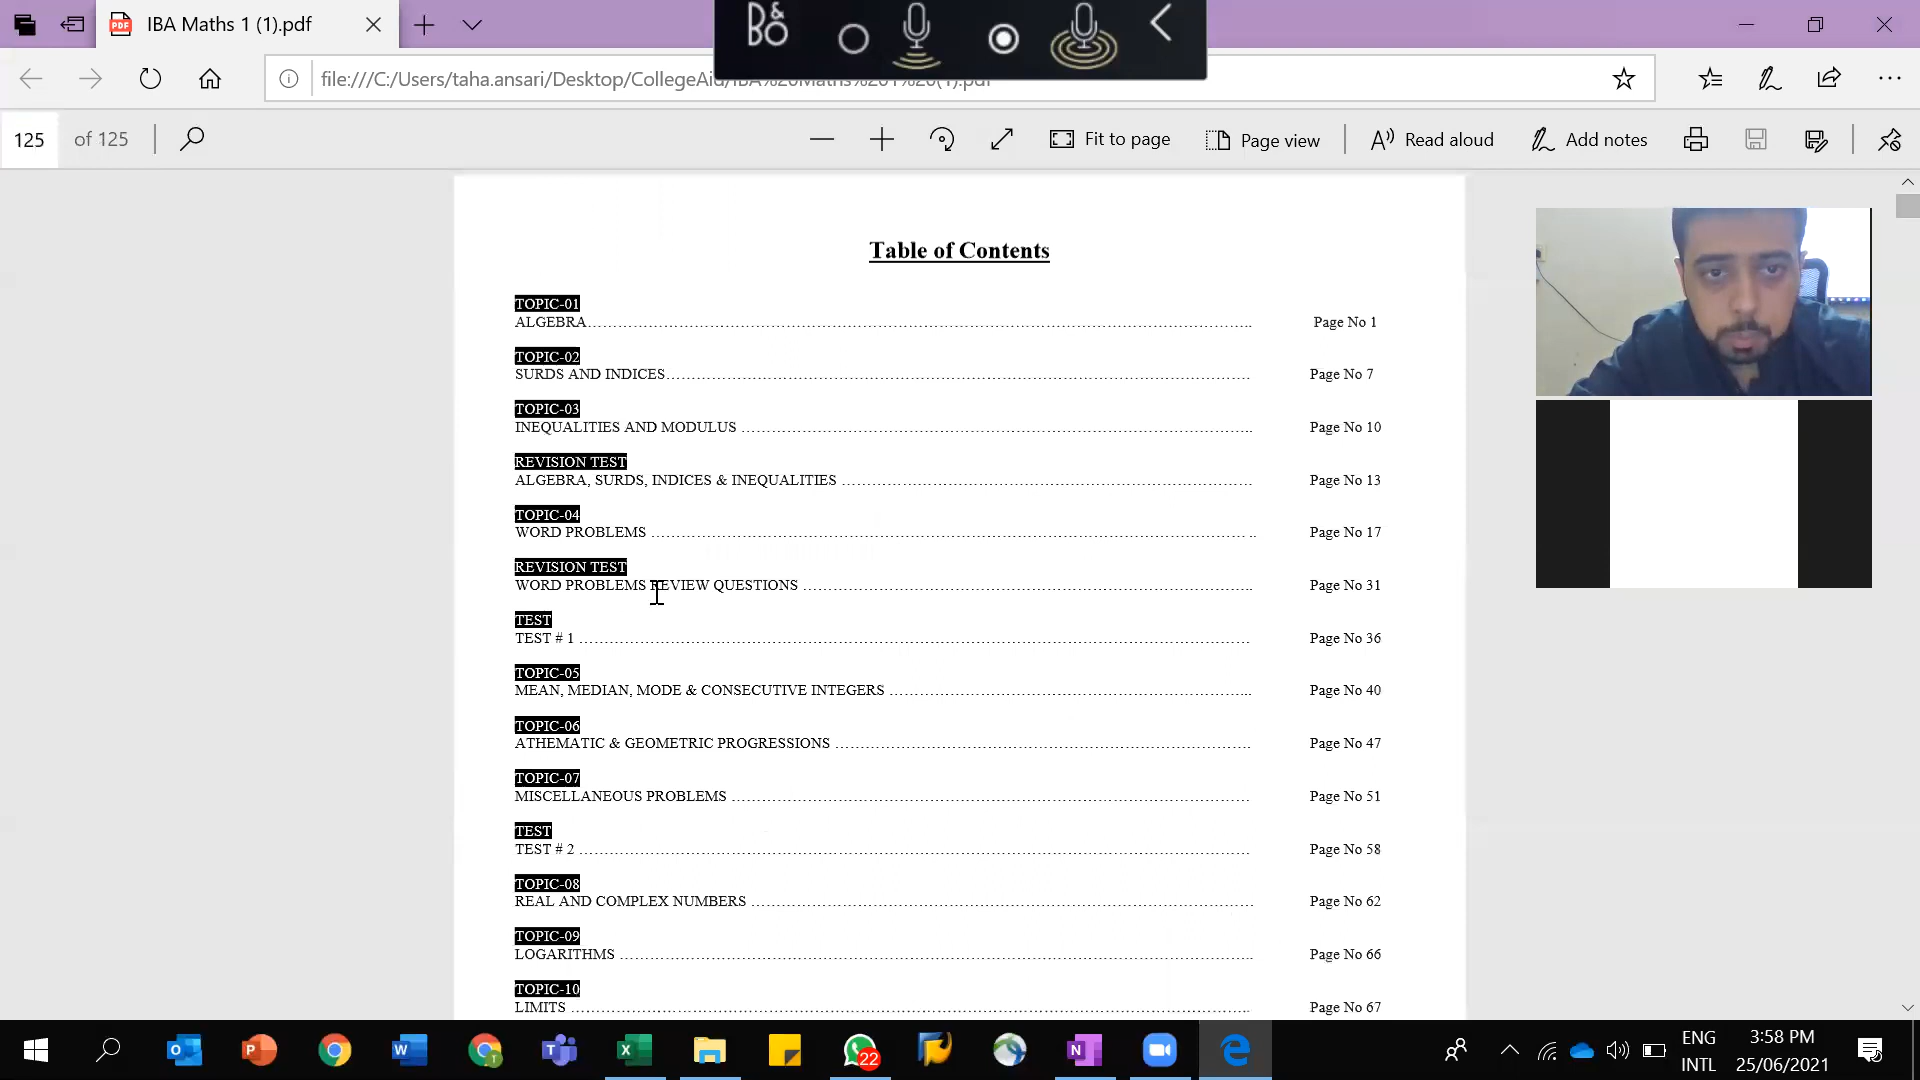 IBA Maths 1 (1).pdf
B&O
file:///C:/Users/taha.ansari/Desktop/CollegeAid/IBA%20Maths%201%20(1).pdf
125 of 125
Fit to page
Page view
Read aloud
Add notes
Table of Contents
TOPIC-01
ALGEBRA.......... Page No 1
TOPIC-02
SURDS AND INDICES.......... Page No 7
TOPIC-03
INEQUALITIES AND MODULUS .......... Page No 10
REVISION TEST
ALGEBRA, SURDS, INDICES & INEQUALITIES .......... Page No 13
TOPIC-04
WORD PROBLEMS .......... Page No 17
REVISION TEST
WORD PROBLEMS REVIEW QUESTIONS .......... Page No 31
TEST
TEST # 1 .......... Page No 36
TOPIC-05
MEAN, MEDIAN, MODE & CONSECUTIVE INTEGERS .......... Page No 40
TOPIC-06
ATHEMATIC & GEOMETRIC PROGRESSIONS .......... Page No 47
TOPIC-07
MISCELLANEOUS PROBLEMS .......... Page No 51
TEST
TEST # 2 .......... Page No 58
TOPIC-08
REAL AND COMPLEX NUMBERS .......... Page No 62
TOPIC-09
LOGARITHMS .......... Page No 66
TOPIC-10
LIMITS .......... Page No 67
22
ENG
INTL
3:58 PM
25/06/2021